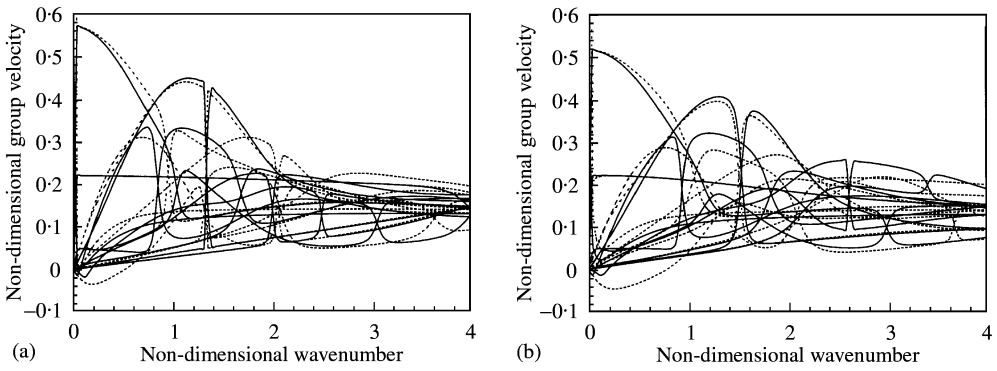 Non-dimensional group velocity
0·6
0·5
0·4
0·3
0·2
0·1
0
–0·1
0 1 2 3 4
(a) Non-dimensional wavenumber
Non-dimensional group velocity
0·6
0·5
0·4
0·3
0·2
0·1
0
–0·1
0 1 2 3 4
(b) Non-dimensional wavenumber